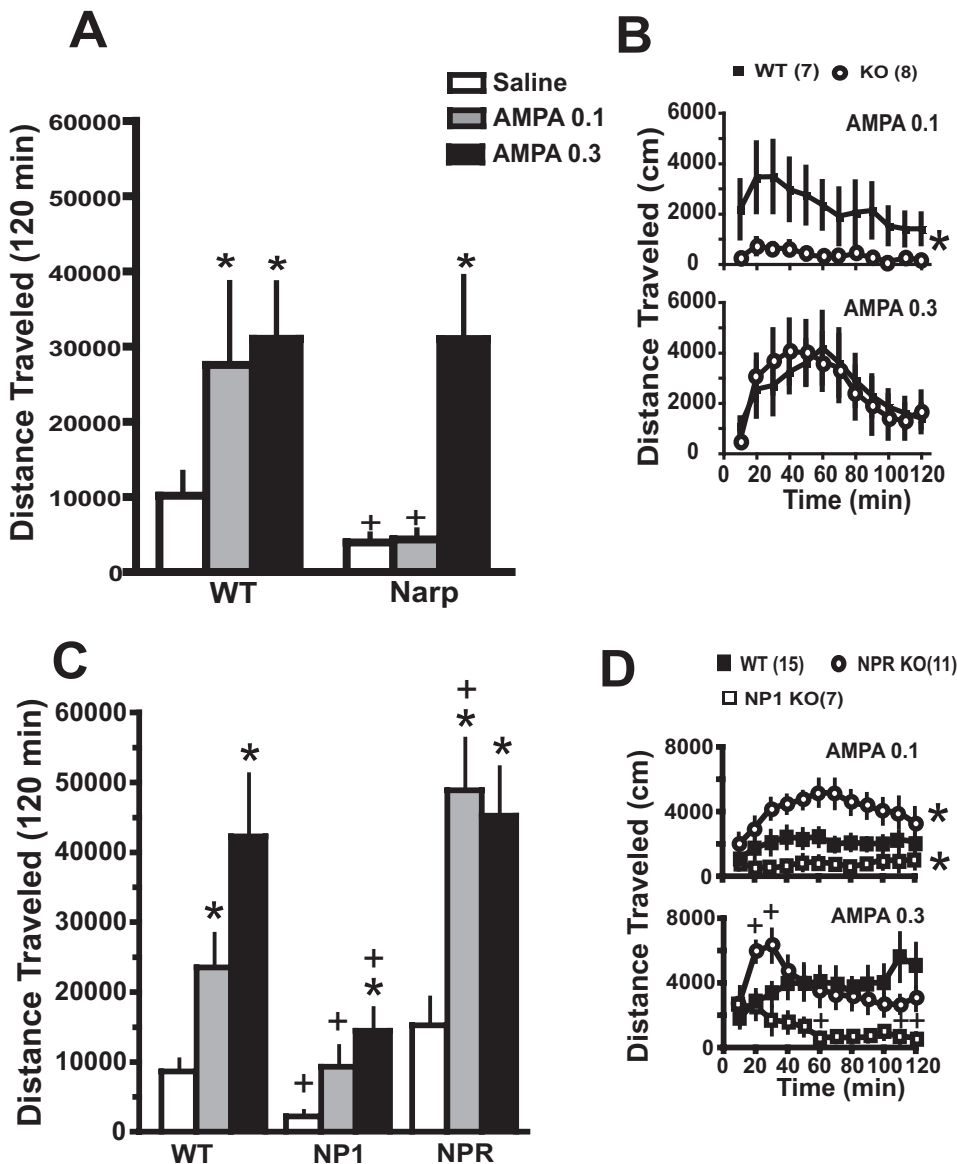 A
Saline
AMPA 0.1
AMPA 0.3
Distance Traveled (120 min)
60000
50000
40000
30000
20000
10000
0
* * *
+ +
WT Narp
B
WT (7) KO (8)
Distance Traveled (cm)
AMPA 0.1
6000
4000
2000
0
*
AMPA 0.3
6000
4000
2000
0
0 20 40 60 80 100 120
Time (min)
C
Distance Traveled (120 min)
60000
50000
40000
30000
20000
10000
0
* *
+ + + *
+ * *
WT NP1 NPR
D
WT (15) NPR KO(11)
NP1 KO(7)
Distance Traveled (cm)
AMPA 0.1
8000
4000
0
*
*
AMPA 0.3
8000
4000
0
+ +
+ ++
0 20 40 60 80 100 120
Time (min)